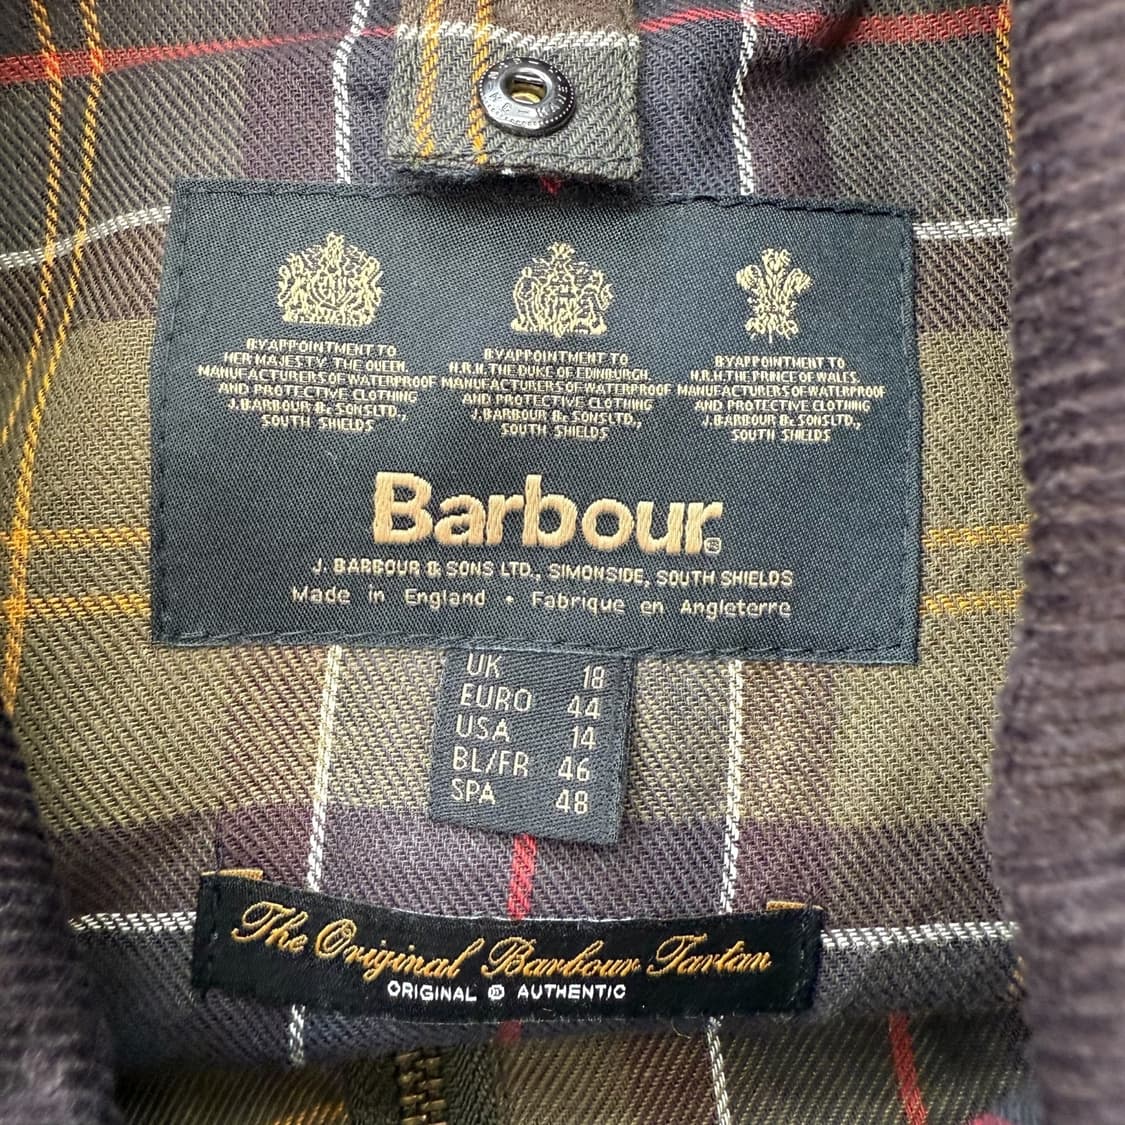 BY APPOINTMENT TO
HER MAJESTY THE QUEEN,
MANUFACTURERS OF WATERPROOF
AND PROTECTIVE CLOTHING
J. BARBOUR & SONS LTD.,
SOUTH SHIELDS
BY APPOINTMENT TO
H.R.H. THE DUKE OF EDINBURGH,
MANUFACTURERS OF WATERPROOF
AND PROTECTIVE CLOTHING
J. BARBOUR & SONS LTD.,
SOUTH SHIELDS
BY APPOINTMENT TO
H.R.H. THE PRINCE OF WALES,
MANUFACTURERS OF WATERPROOF
AND PROTECTIVE CLOTHING
J. BARBOUR & SONS LTD.,
SOUTH SHIELDS
Barbour®
J. BARBOUR & SONS LTD., SIMONSIDE, SOUTH SHIELDS
Made in England • Fabrique en Angleterre
UK 18
EURO 44
USA 14
BL/FR 46
SPA 48
The Original Barbour Tartan
ORIGINAL AUTHENTIC